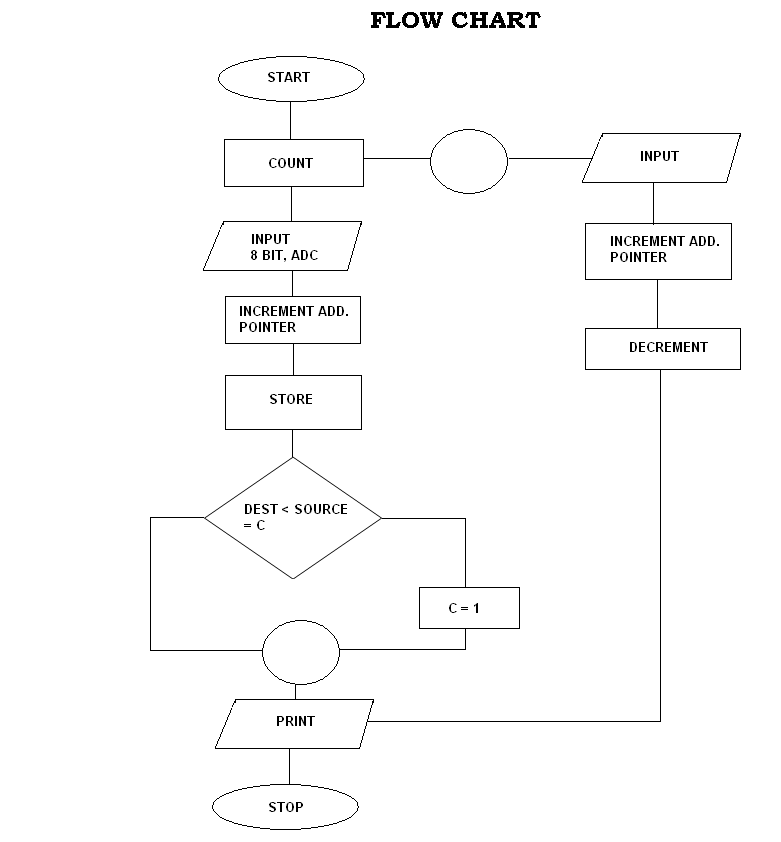 FLOW CHART
START
COUNT
INPUT
8 BIT, ADC
INCREMENT ADD.
POINTER
STORE
DEST < SOURCE
= C
C = 1
PRINT
STOP
INPUT
INCREMENT ADD.
POINTER
DECREMENT